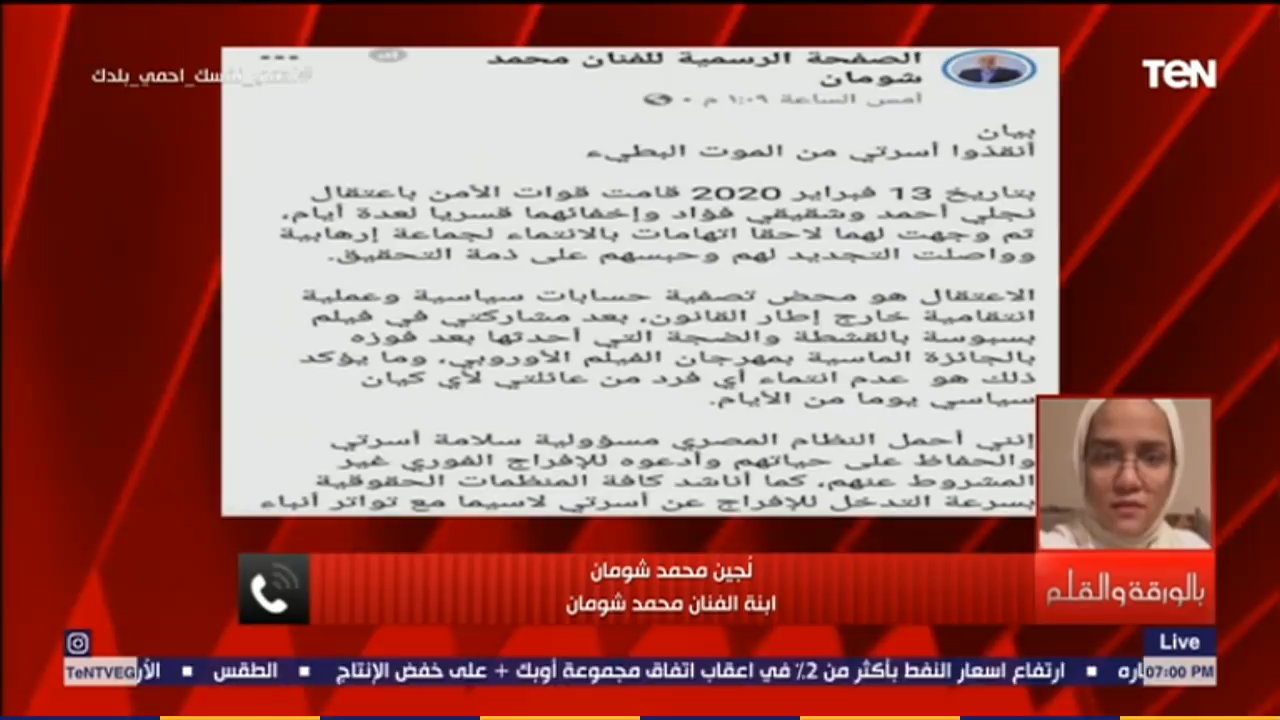 TeN
_نفسك_احمي_بلدك
الصفحة الرسمية للفنان محمد
شومان
أمس الساعة ١:٠٩ م
بيان
أنقذوا أسرتي من الموت البطيء
بتاريخ 13 فبراير 2020 قامت قوات الأمن باعتقال
نجلي أحمد وشقيقي فؤاد وإخفائهما قسريا لعدة أيام،
تم وجهت لهما لاحقا اتهامات بالانتماء لجماعة إرهابية
وواصلت التجديد لهم وحبسهم على ذمة التحقيق.
الاعتقال هو محض تصفية حسابات سياسية وعملية
انتقامية خارج إطار القانون، بعد مشاركتي في فيلم
بسبوسة بالقشطة والضجة التي أحدثها بعد فوزه
بالجائزة الماسية بمهرجان الفيلم الأوروبي، وما يؤكد
ذلك هو عدم انتماء أي فرد من عائلتي لأي كيان
سياسي يوما من الأيام.
إنني أحمل النظام المصري مسؤولية سلامة أسرتي
والحفاظ على حياتهم وأدعوه للإفراج الفوري غير
المشروط عنهم، كما أناشد كافة المنظمات الحقوقية
بسرعة التدخل للإفراج عن أسرتي لاسيما مع تواتر أنباء
لُجين محمد شومان
ابنة الفنان محمد شومان
بالورقة والقلم
Live
07:00 PM
اره ▪ ارتفاع اسعار النفط بأكثر من 2٪ في اعقاب اتفاق مجموعة أوبك + على خفض الإنتاج ▪ الطقس ▪ الأر
TeNTVEG